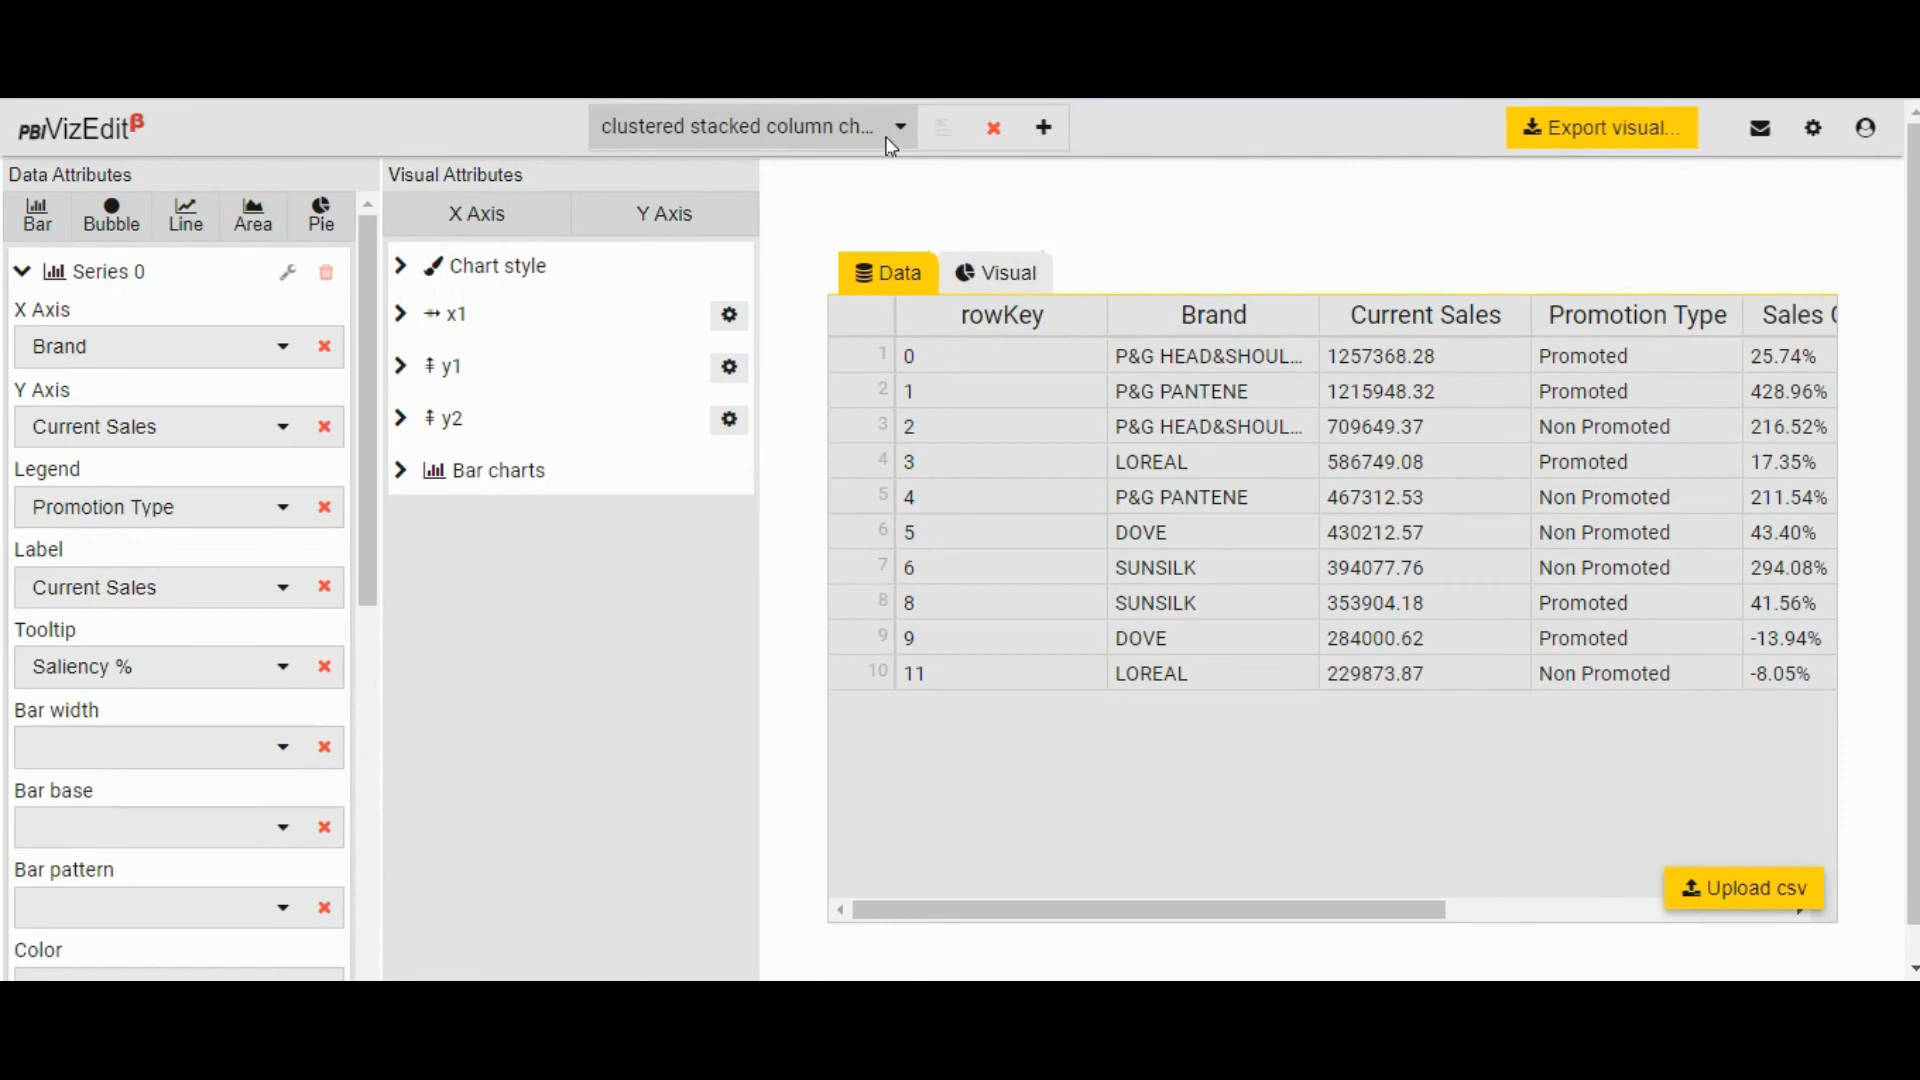 PBIVizEditβ
clustered stacked column ch...
Export visual...
Data Attributes
Bar
Bubble
Line
Area
Pie
Series 0
X Axis
Brand
Y Axis
Current Sales
Legend
Promotion Type
Label
Current Sales
Tooltip
Saliency %
Bar width
Bar base
Bar pattern
Color
Visual Attributes
X Axis
Y Axis
Chart style
x1
y1
y2
Bar charts
Data
Visual
rowKey Brand Current Sales Promotion Type Sales
1 0 P&G HEAD&SHOUL... 1257368.28 Promoted 25.74%
2 1 P&G PANTENE 1215948.32 Promoted 428.96%
3 2 P&G HEAD&SHOUL... 709649.37 Non Promoted 216.52%
4 3 LOREAL 586749.08 Promoted 17.35%
5 4 P&G PANTENE 467312.53 Non Promoted 211.54%
6 5 DOVE 430212.57 Non Promoted 43.40%
7 6 SUNSILK 394077.76 Non Promoted 294.08%
8 8 SUNSILK 353904.18 Promoted 41.56%
9 9 DOVE 284000.62 Promoted -13.94%
10 11 LOREAL 229873.87 Non Promoted -8.05%
Upload csv